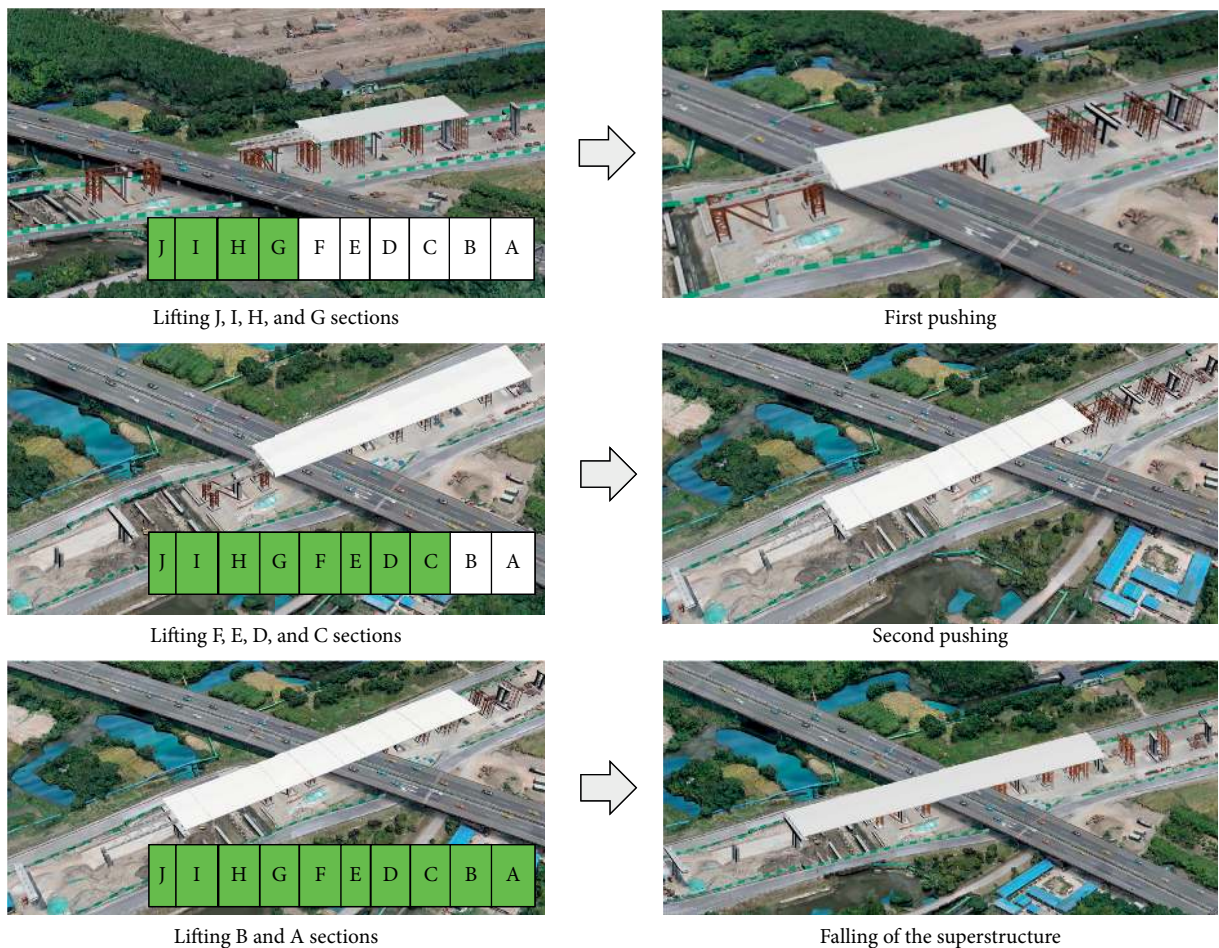 J I H G F E D C B A
Lifting J, I, H, and G sections
First pushing
J I H G F E D C B A
Lifting F, E, D, and C sections
Second pushing
J I H G F E D C B A
Lifting B and A sections
Falling of the superstructure